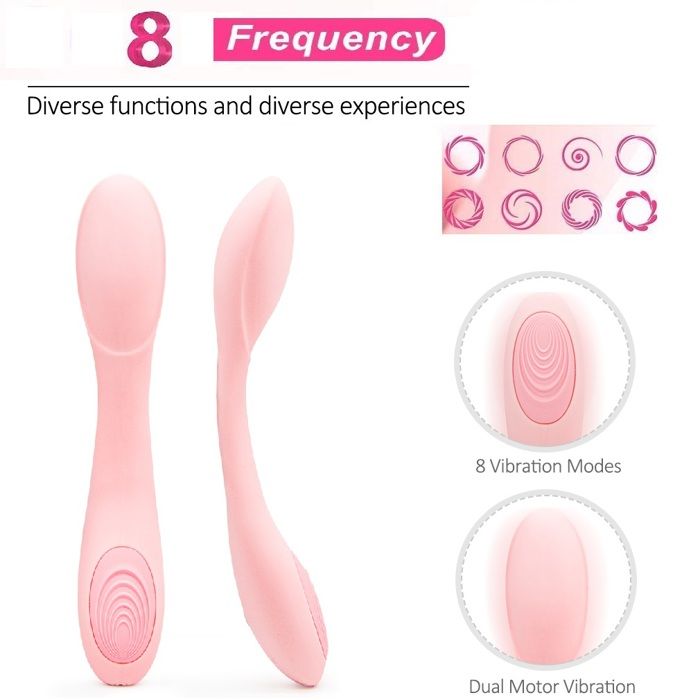 8 Frequency
Diverse functions and diverse experiences
8 Vibration Modes
Dual Motor Vibration